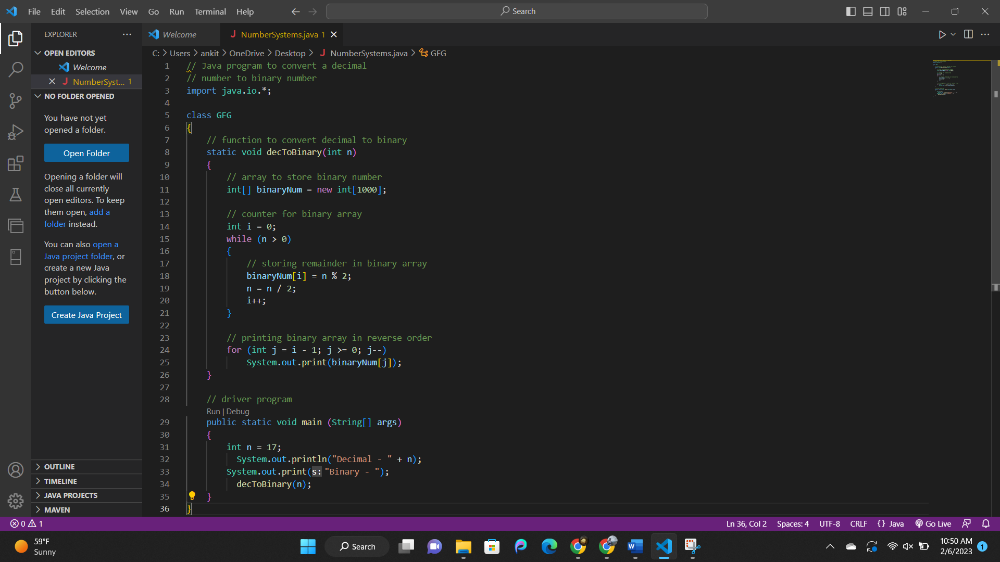 File Edit Selection View Go Run Terminal Help
Search
EXPLORER
Welcome
NumberSystems.java 1
C: > Users > ankit > OneDrive > Desktop > NumberSystems.java > GFG
OPEN EDITORS
Welcome
NumberSyst... 1
NO FOLDER OPENED
You have not yet
opened a folder.
Open Folder
Opening a folder will
close all currently
open editors. To keep
them open, add a
folder instead.
You can also open a
Java project folder, or
create a new Java
project by clicking the
button below.
Create Java Project
OUTLINE
TIMELINE
JAVA PROJECTS
MAVEN
1 // Java program to convert a decimal
2 // number to binary number
3 import java.io.*;
4
5 class GFG
6 {
7     // function to convert decimal to binary
8     static void decToBinary(int n)
9     {
10         // array to store binary number
11         int[] binaryNum = new int[1000];
12
13         // counter for binary array
14         int i = 0;
15         while (n > 0)
16         {
17             // storing remainder in binary array
18             binaryNum[i] = n % 2;
19             n = n / 2;
20             i++;
21         }
22
23         // printing binary array in reverse order
24         for (int j = i - 1; j >= 0; j--)
25             System.out.print(binaryNum[j]);
26     }
27
28     // driver program
Run | Debug
29     public static void main (String[] args)
30     {
31         int n = 17;
32           System.out.println("Decimal - " + n);
33         System.out.print(s: "Binary - ");
34           decToBinary(n);
35     }
36 }
0 1
Ln 36, Col 2 Spaces: 4 UTF-8 CRLF {} Java Go Live
59°F
Sunny
Search
10:50 AM
2/6/2023
1